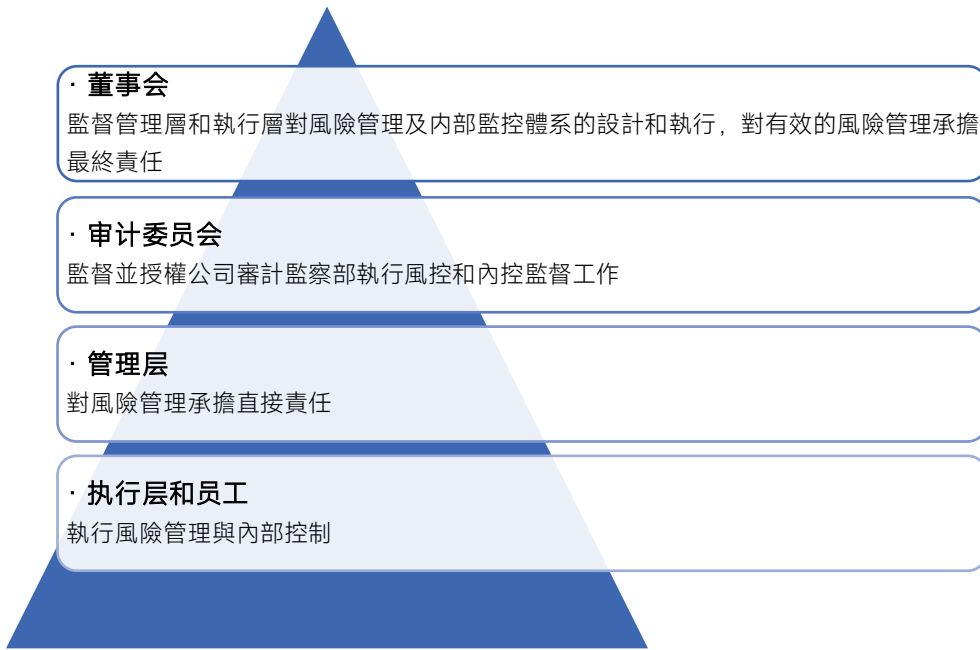 · 董事会
監督管理層和執行層對風險管理及内部監控體系的設計和執行，對有效的風險管理承擔
最終責任
· 审计委员会
監督並授權公司審計監察部執行風控和內控監督工作
· 管理层
對風險管理承擔直接責任
· 执行层和员工
執行風險管理與內部控制